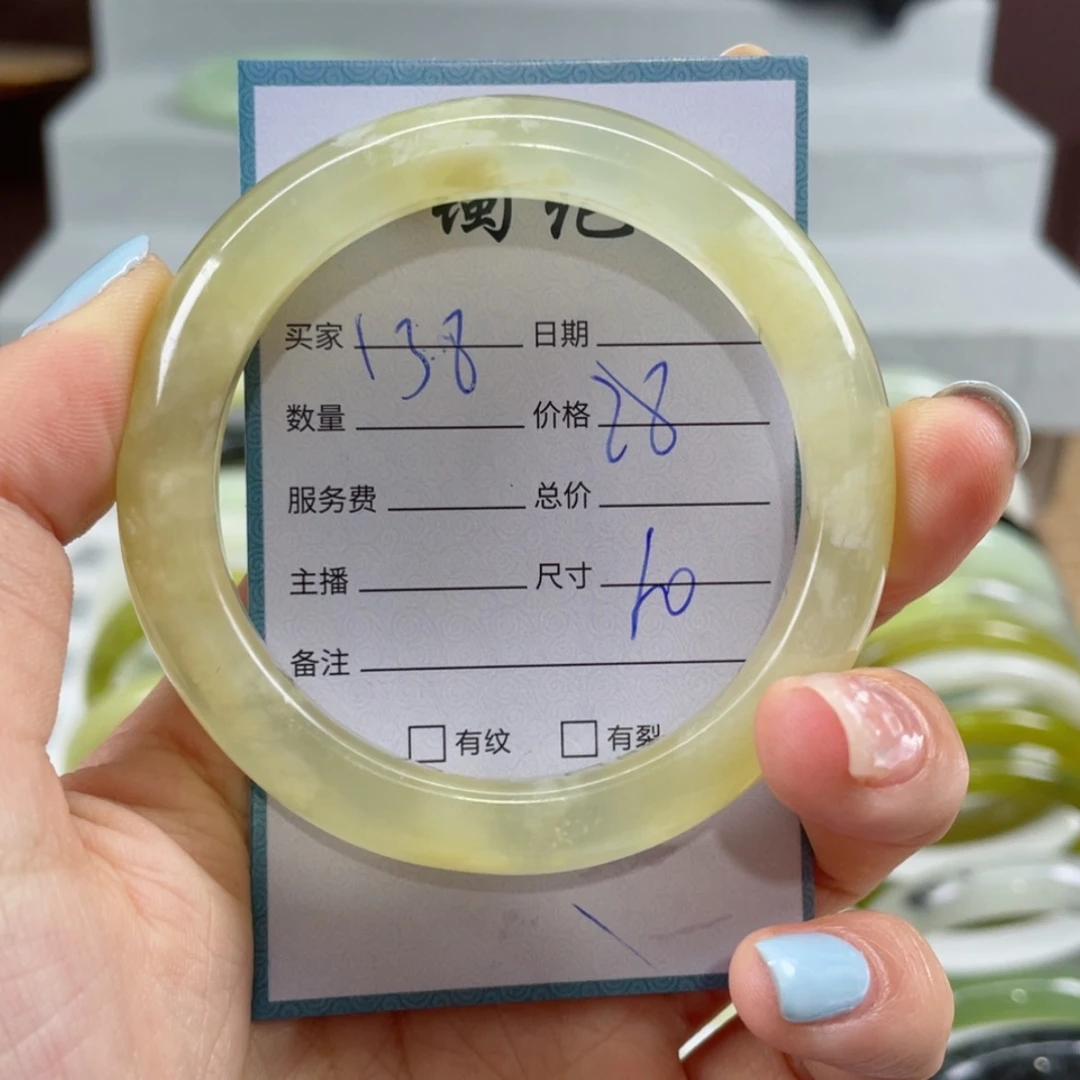 买家 138 日期
数量 价格 28
服务费 总价
主播 尺寸
备注
有纹 有裂